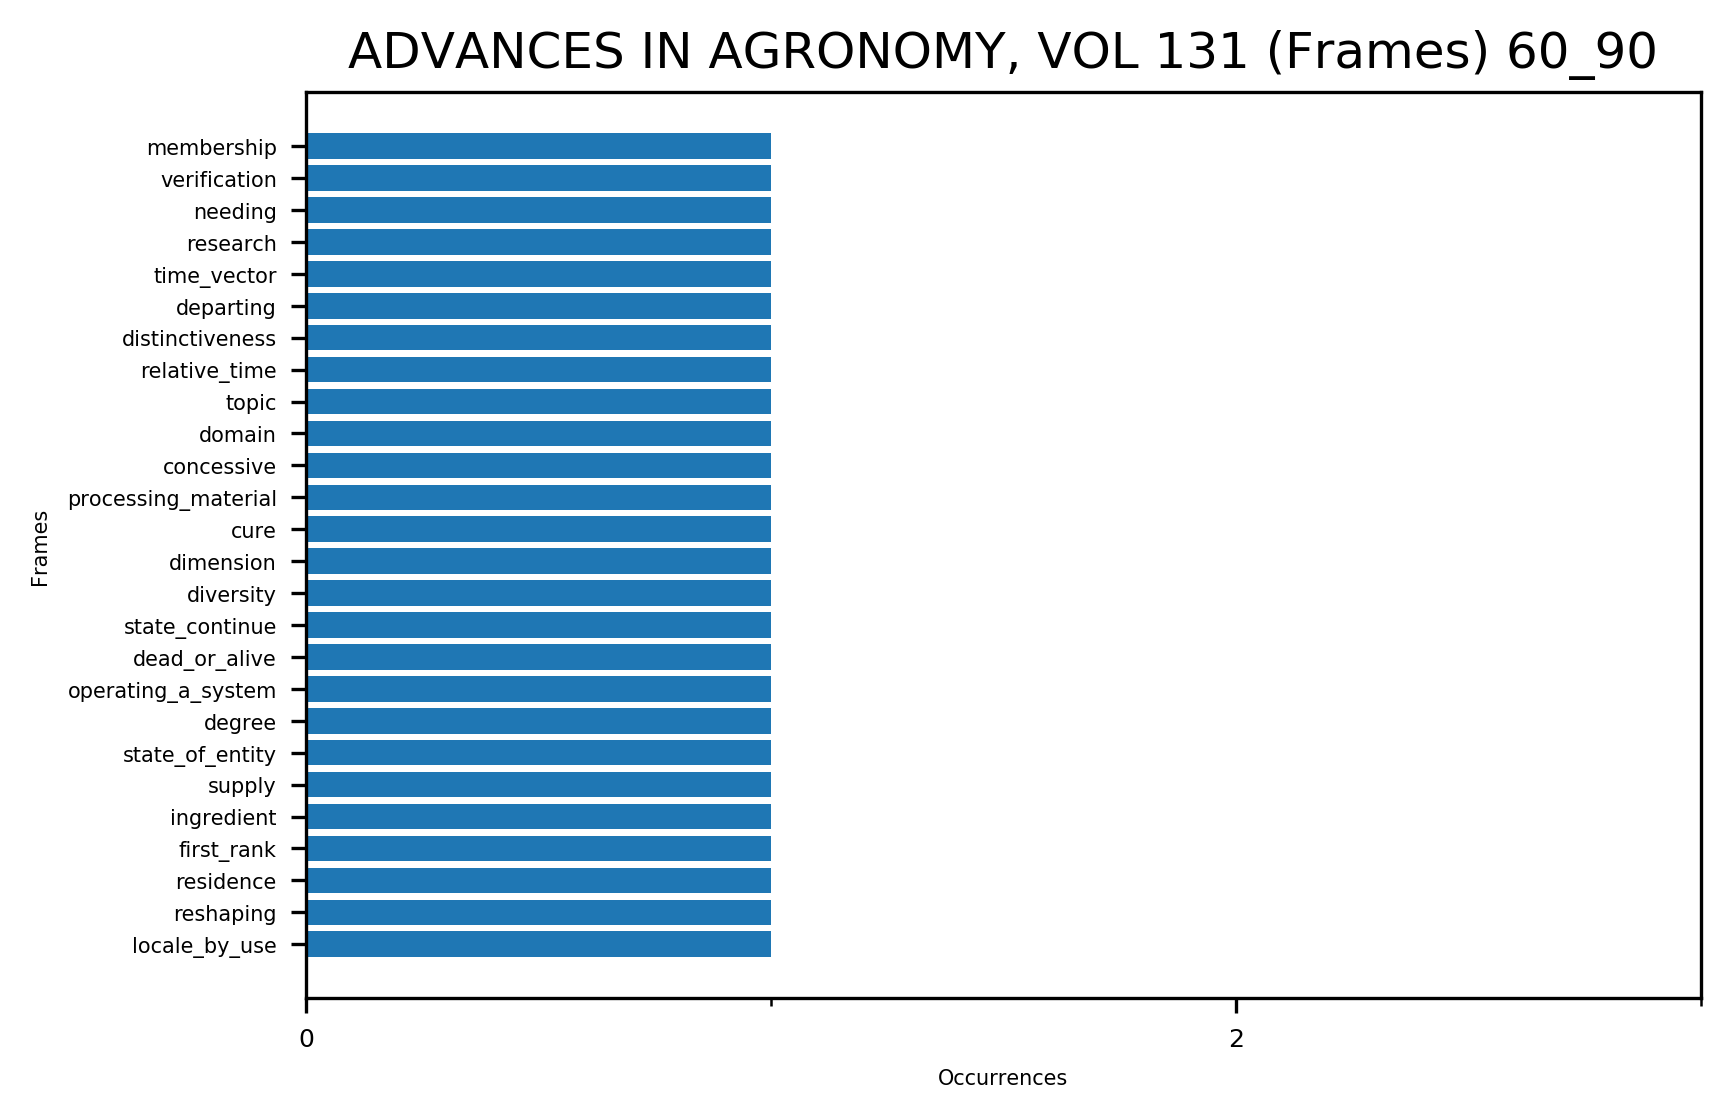 ADVANCES IN AGRONOMY, VOL 131 (Frames) 60_90
membership
verification
needing
research
time_vector
departing
distinctiveness
relative_time
topic
domain
concessive
processing_material
cure
dimension
diversity
state_continue
dead_or_alive
operating_a_system
degree
state_of_entity
supply
ingredient
first_rank
residence
reshaping
locale_by_use
Frames
0 2
Occurrences